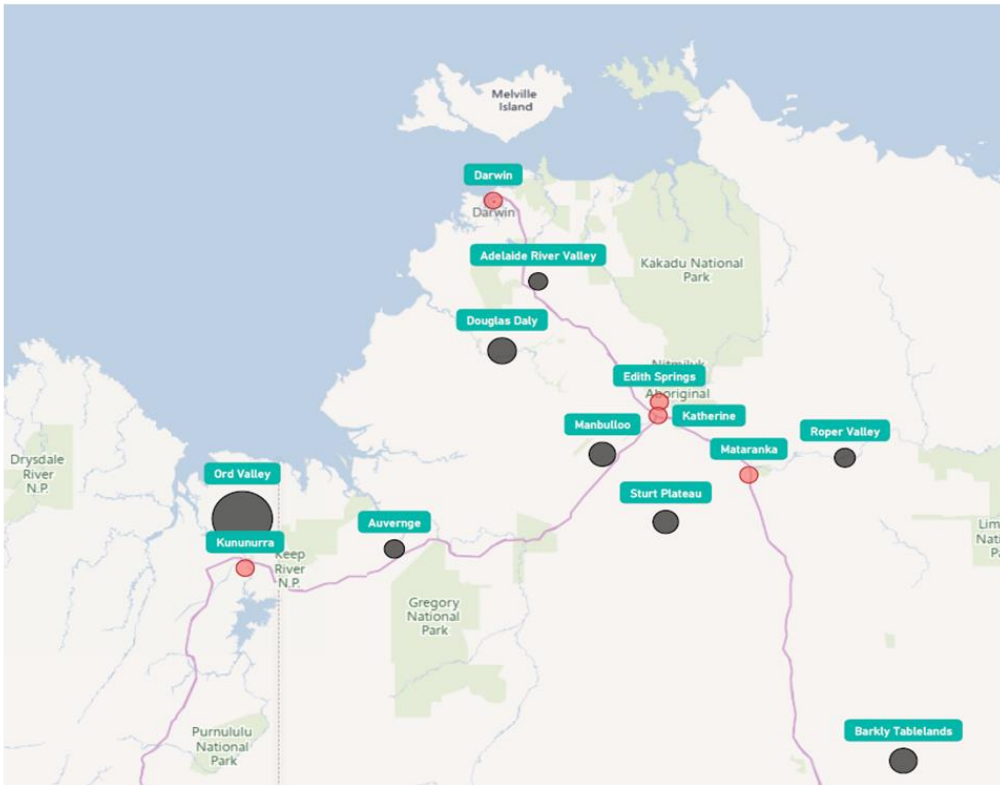 Melville
Island
Darwin
Darwin
Adelaide River Valley
Kakadu National
Park
Douglas Daly
Nitmiluk
Edith Springs
Aboriginal
Katherine
Manbulloo
Roper Valley
Mataranka
Drysdale
River
N.P.
Ord Valley
Sturt Plateau
Auvernge
Kununurra
Keep
River
N.P.
Gregory
National
Park
Purnululu
National
Park
Barkly Tablelands